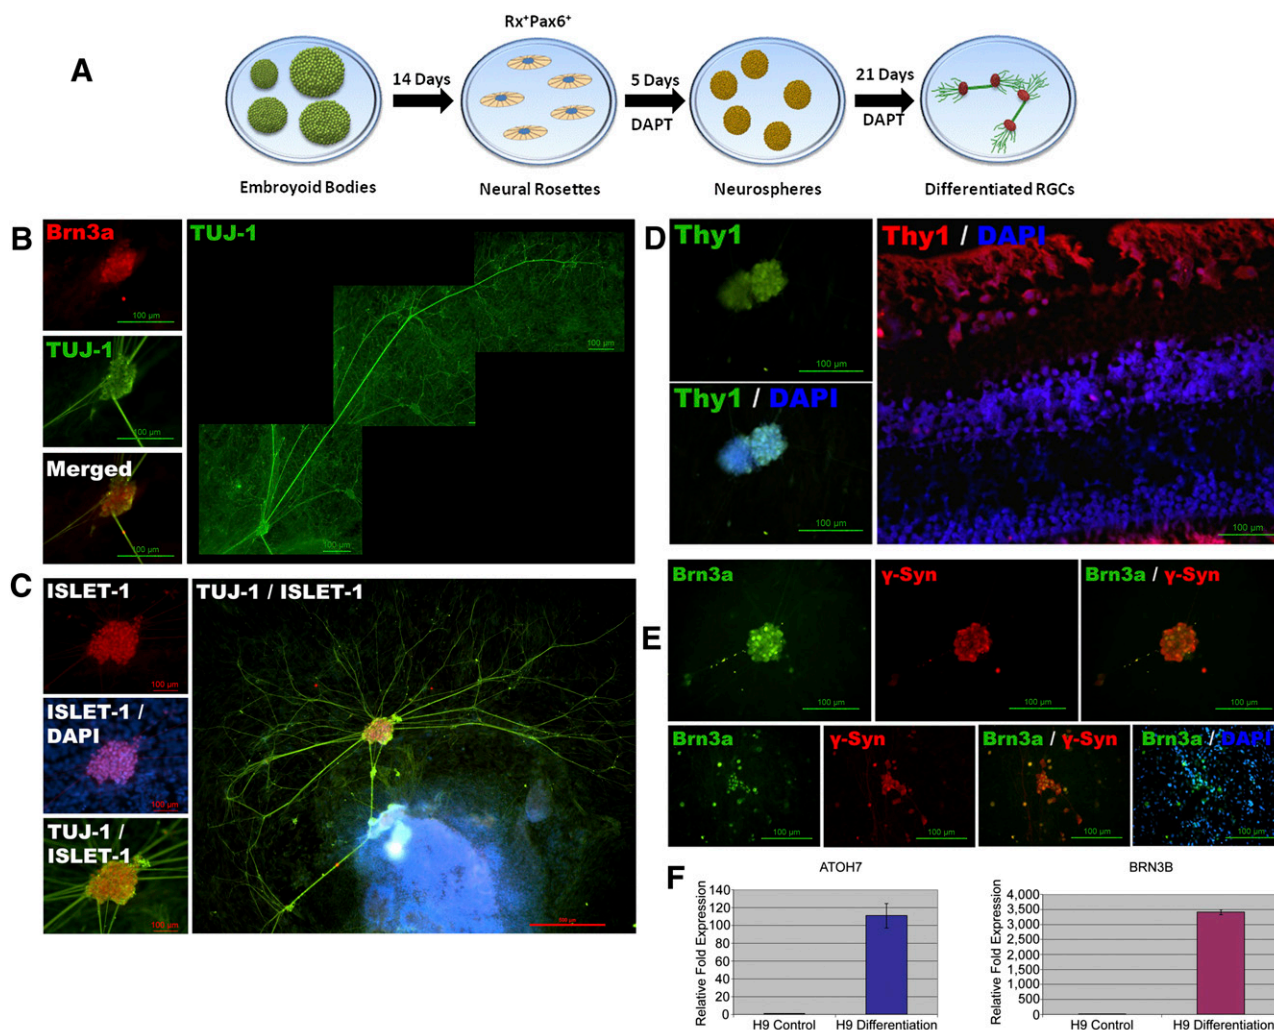 A
Rx⁺Pax6⁺
14 Days
5 Days
DAPT
21 Days
DAPT
Embroyoid Bodies
Neural Rosettes
Neurospheres
Differentiated RGCs
B
Brn3a
100 µm
TUJ-1
100 µm
Merged
100 µm
TUJ-1
100 µm
100 µm
C
ISLET-1
100 µm
ISLET-1 /
DAPI
100 µm
TUJ-1 /
ISLET-1
100 µm
TUJ-1 / ISLET-1
D
Thy1
100 µm
Thy1 / DAPI
100 µm
Thy1 / DAPI
100 µm
E
Brn3a
100 µm
γ-Syn
100 µm
Brn3a / γ-Syn
100 µm
Brn3a
100 µm
γ-Syn
100 µm
Brn3a / γ-Syn
100 µm
Brn3a / DAPI
100 µm
F
ATOH7
Relative Fold Expression
140
120
100
80
60
40
20
0
H9 Control
H9 Differentiation
BRN3B
Relative Fold Expression
4,000
3,500
3,000
2,500
2,000
1,500
1,000
500
0
H9 Control
H9 Differentiation